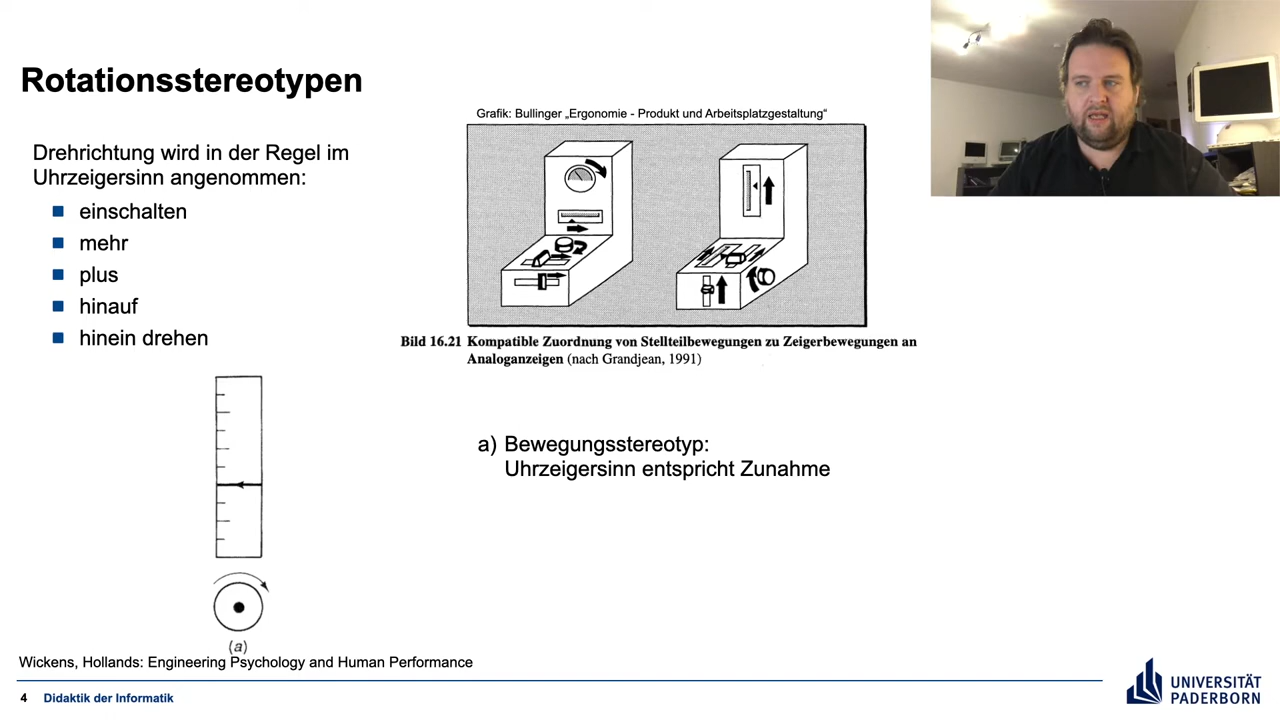 Rotationsstereotypen
Drehrichtung wird in der Regel im
Uhrzeigersinn angenommen:
einschalten
mehr
plus
hinauf
hinein drehen
Grafik: Bullinger „Ergonomie - Produkt und Arbeitsplatzgestaltung“
Bild 16.21 Kompatible Zuordnung von Stellteilbewegungen zu Zeigerbewegungen an
Analoganzeigen (nach Grandjean, 1991)
a) Bewegungsstereotyp:
Uhrzeigersinn entspricht Zunahme
(a)
Wickens, Hollands: Engineering Psychology and Human Performance
4 Didaktik der Informatik
UNIVERSITÄT
PADERBORN